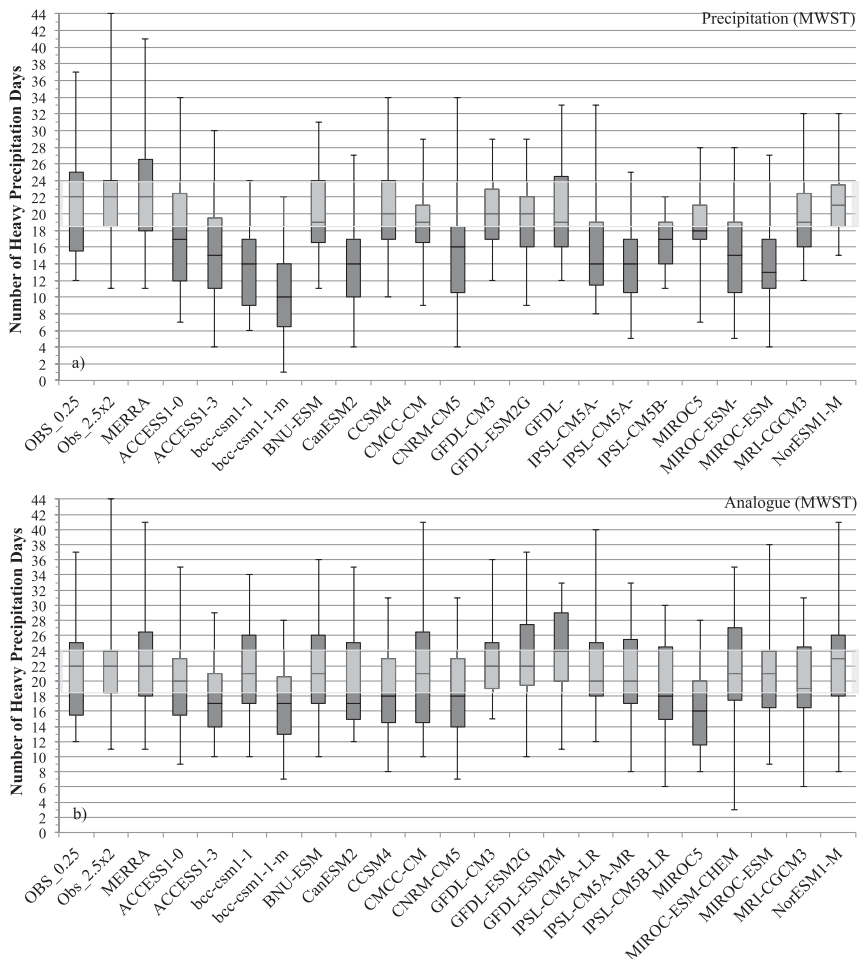 Precipitation (MWST)
Number of Heavy Precipitation Days
44
42
40
38
36
34
32
30
28
26
24
22
20
18
16
14
12
10
8
6
4
2
0
a)
OBS_0.25
Obs_2.5x2
MERRA
ACCESS1-0
ACCESS1-3
bcc-csm1-1
bcc-csm1-1-m
BNU-ESM
CanESM2
CCSM4
CMCC-CM
CNRM-CM5
GFDL-CM3
GFDL-ESM2G
GFDL-
IPSL-CM5A-
IPSL-CM5A-
IPSL-CM5B-
MIROC5
MIROC-ESM-
MIROC-ESM
MRI-CGCM3
NorESM1-M
Analogue (MWST)
Number of Heavy Precipitation Days
44
42
40
38
36
34
32
30
28
26
24
22
20
18
16
14
12
10
8
6
4
2
0
b)
OBS_0.25
Obs_2.5x2
MERRA
ACCESS1-0
ACCESS1-3
bcc-csm1-1
bcc-csm1-1-m
BNU-ESM
CanESM2
CCSM4
CMCC-CM
CNRM-CM5
GFDL-CM3
GFDL-ESM2G
GFDL-ESM2M
IPSL-CM5A-LR
IPSL-CM5A-MR
IPSL-CM5B-LR
MIROC5
MIROC-ESM-CHEM
MIROC-ESM
MRI-CGCM3
NorESM1-M